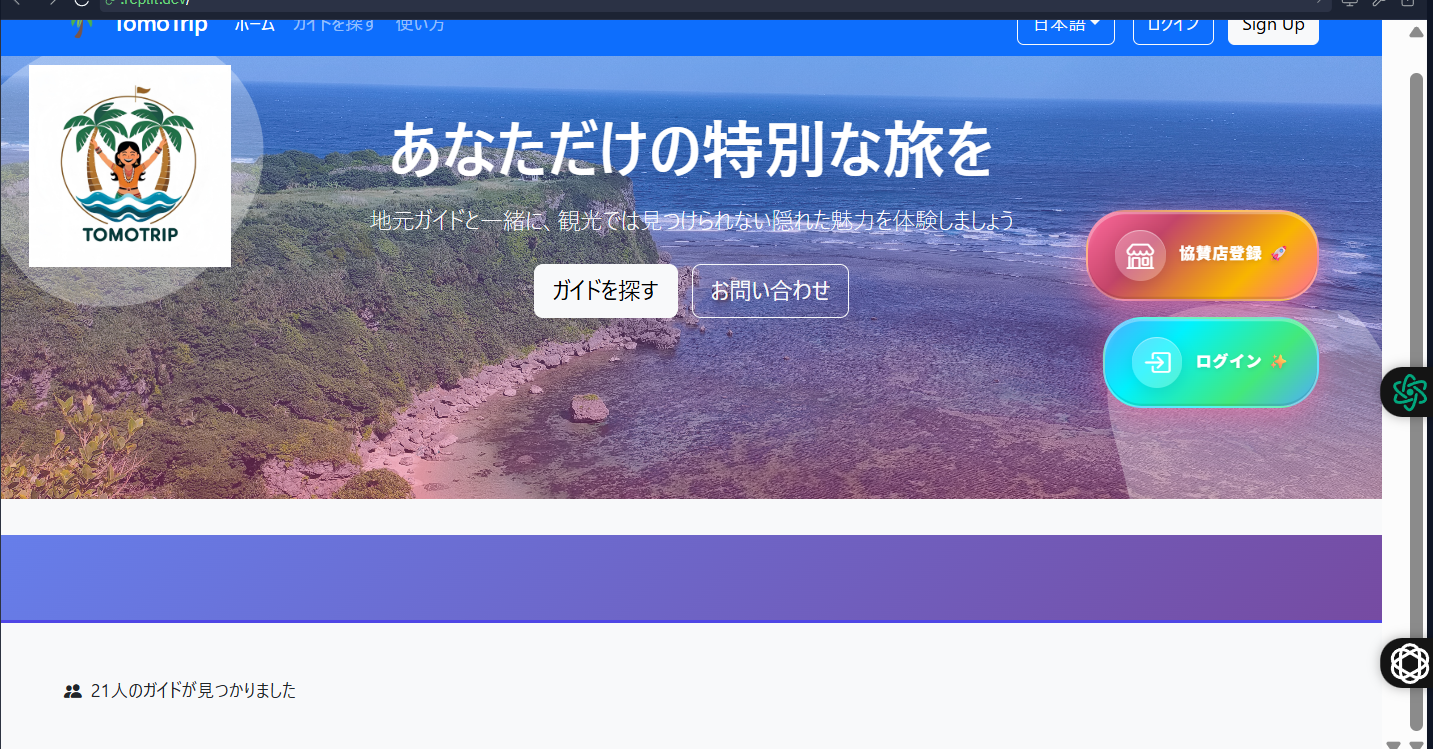 .replit.dev/
TomoTrip ホーム ガイドを探す 使い方 日本語 ログイン Sign Up
TOMOTRIP
あなただけの特別な旅を
地元ガイドと一緒に、観光では見つけられない隠れた魅力を体験しましょう
ガイドを探す お問い合わせ
協賛店登録 🚀
ログイン ✨
21人のガイドが見つかりました